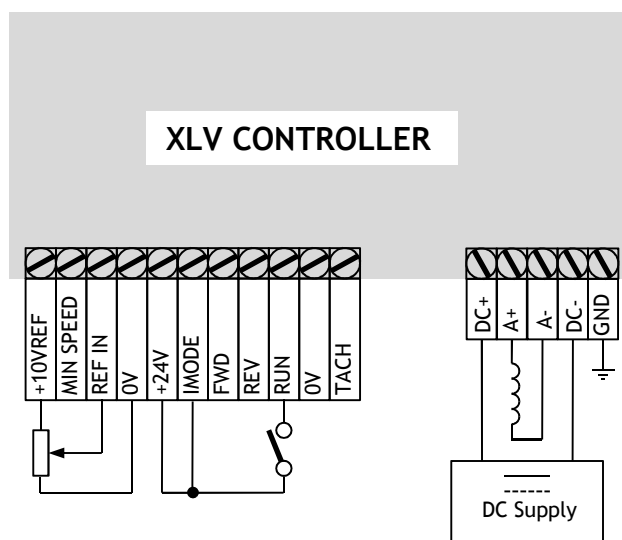 XLV CONTROLLER
+10VREF
MIN SPEED
REF IN
0V
+24V
IMODE
FWD
REV
RUN
0V
TACH
DC+
A+
A-
DC-
GND
DC Supply